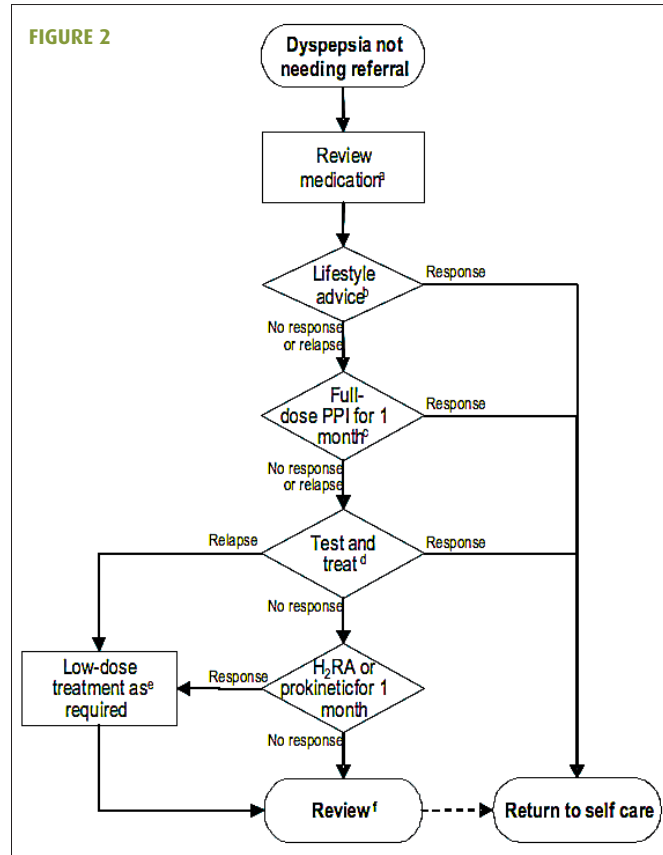 FIGURE 2
Dyspepsia not
needing referral
Review
medicationᵃ
Lifestyle
adviceᵇ
Response
No response
or relapse
Full-
dose PPI for 1
monthᶜ
Response
No response
or relapse
Relapse
Test and
treat ᵈ
Response
No response
Low-dose
treatment asᵉ
required
Response
H₂RA or
prokineticfor 1
month
No response
Review ᶠ
Return to self care